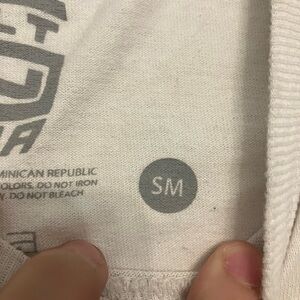 MINICAN REPUBLIC
COLORS. DO NOT IRON
Y. DO NOT BLEACH
SM